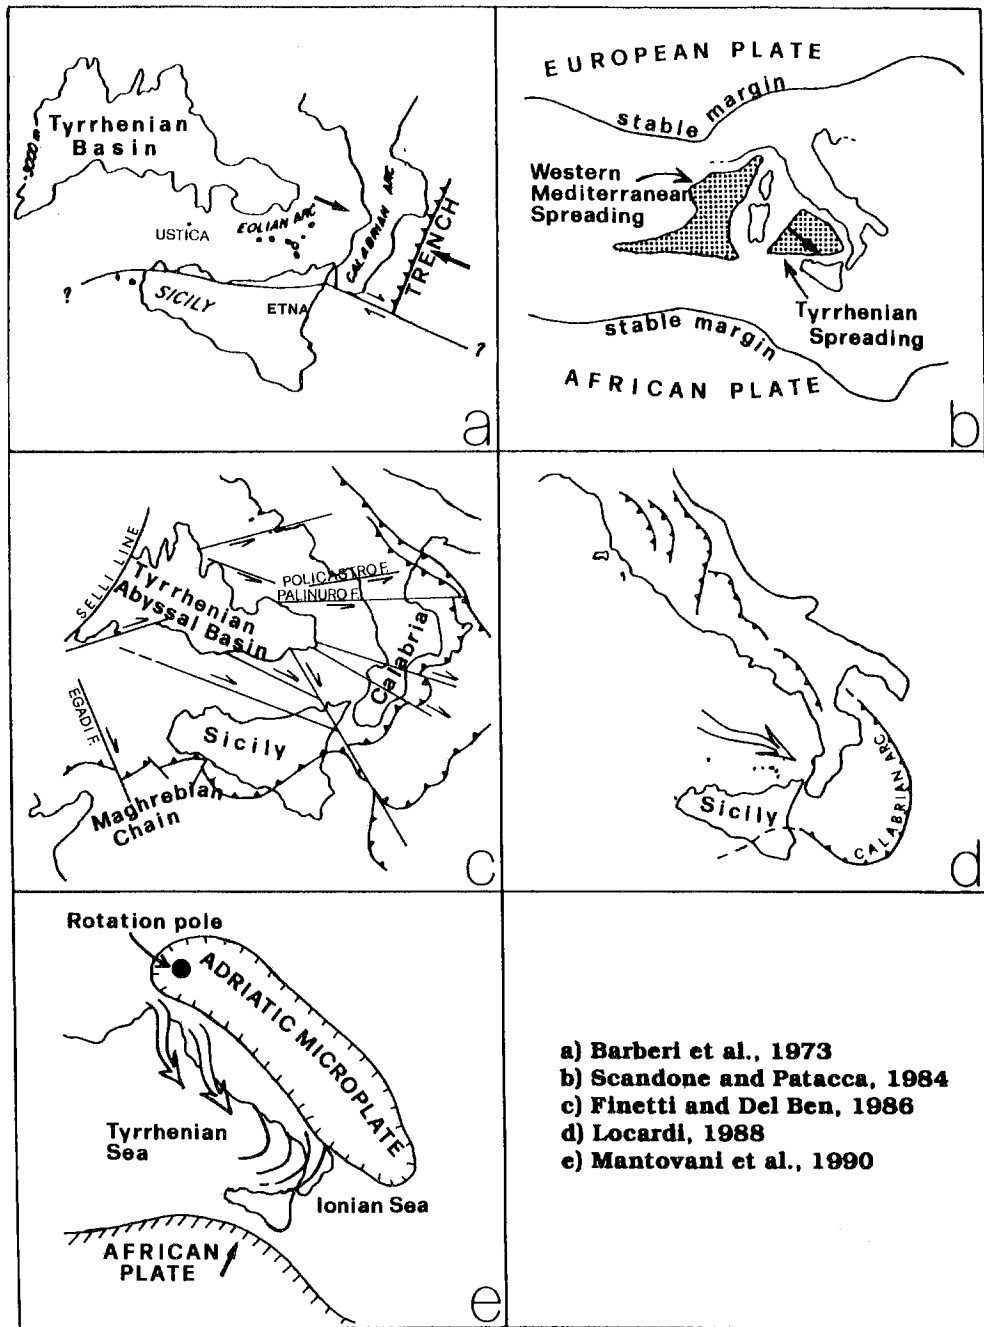 - 3000 m -
Tyrrhenian
Basin
USTICA
EOLIAN ARC
CALABRIAN ARC
TRENCH
?
SICILY
ETNA
?
a
EUROPEAN PLATE
stable margin
Western
Mediterranean
Spreading
Tyrrhenian
Spreading
stable margin
AFRICAN PLATE
b
SELLI LINE
Tyrrhenian
Abyssal Basin
POLICASTRO F.
PALINURO F.
Calabria
EGADI F.
Sicily
Maghrebian
Chain
c
Sicily
CALABRIAN ARC
d
Rotation pole
ADRIATIC MICROPLATE
Tyrrhenian
Sea
Ionian Sea
AFRICAN
PLATE
e
a) Barberi et al., 1973
b) Scandone and Patacca, 1984
c) Finetti and Del Ben, 1986
d) Locardi, 1988
e) Mantovani et al., 1990